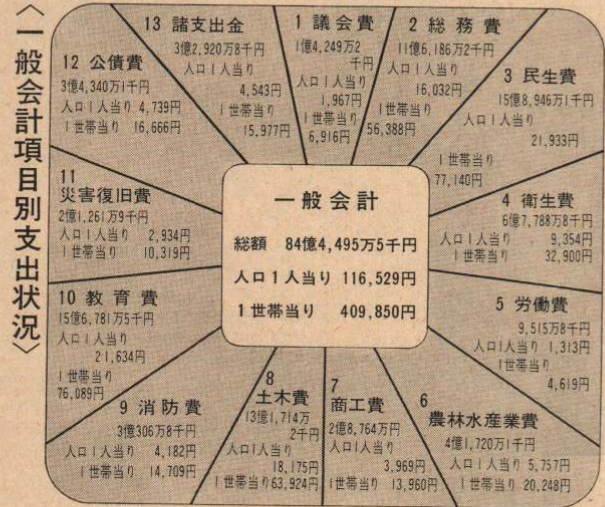 〈一般会計項目別支出状況〉
一般会計
総額 84億4,495万5千円
人口1人当り 116,529円
1世帯当り 409,850円
1 議会費
1億4,249万2
千円
人口1人当り
1,967円
1世帯当り
6,916円
2 総務費
11億6,186万2千円
人口1人当り
16,032円
1世帯当り
56,388円
3 民生費
15億8,946万1千円
人口1人当り
21,933円
1世帯当り
77,140円
4 衛生費
6億7,788万8千円
人口1人当り
9,354円
1世帯当り
32,900円
5 労働費
9,515万8千円
人口1人当り 1,313円
1世帯当り
4,619円
6
農林水産業費
4億1,720万1千円
人口1人当り 5,757円
1世帯当り 20,248円
7
商工費
2億8,764万円
人口1人当り
3,969円
1世帯当り 13,960円
8
土木費
13億1,714万
2千円
人口1人当り
18,175円
1世帯当り63,924円
9 消防費
3億306万8千円
人口1人当り 4,182円
1世帯当り 14,709円
10 教育費
15億6,781万5千円
人口1人当り
21,634円
1世帯当り
76,089円
11
災害復旧費
2億1,261万9千円
人口1人当り 2,934円
1世帯当り 10,319円
12 公債費
3億4,340万1千円
人口1人当り 4,739円
1世帯当り 16,666円
13 諸支出金
3億2,920万8千円
人口1人当り
4,543円
1世帯当り
15,977円